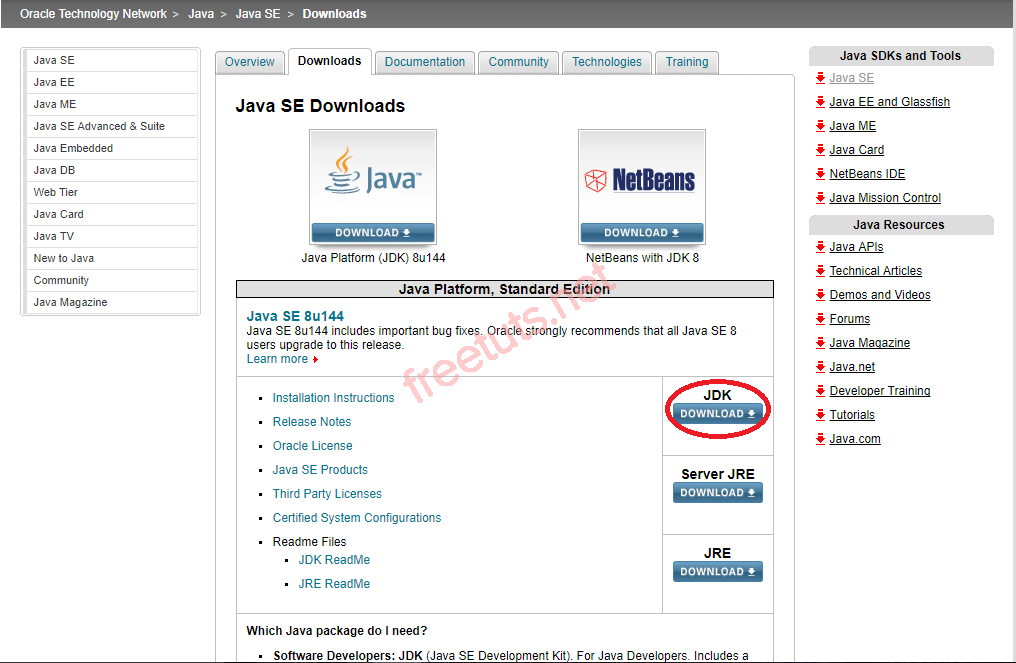 Oracle Technology Network > Java > Java SE > Downloads
Java SE
Java EE
Java ME
Java SE Advanced & Suite
Java Embedded
Java DB
Web Tier
Java Card
Java TV
New to Java
Community
Java Magazine
Overview Downloads Documentation Community Technologies Training
Java SE Downloads
Java™
DOWNLOAD
Java Platform (JDK) 8u144
NetBeans
DOWNLOAD
NetBeans with JDK 8
Java Platform, Standard Edition
Java SE 8u144
Java SE 8u144 includes important bug fixes. Oracle strongly recommends that all Java SE 8
users upgrade to this release.
Learn more
freetuts.net
Installation Instructions
Release Notes
Oracle License
Java SE Products
Third Party Licenses
Certified System Configurations
Readme Files
JDK ReadMe
JRE ReadMe
JDK
DOWNLOAD
Server JRE
DOWNLOAD
JRE
DOWNLOAD
Which Java package do I need?
Software Developers: JDK (Java SE Development Kit). For Java Developers. Includes a
Java SDKs and Tools
Java SE
Java EE and Glassfish
Java ME
Java Card
NetBeans IDE
Java Mission Control
Java Resources
Java APIs
Technical Articles
Demos and Videos
Forums
Java Magazine
Java.net
Developer Training
Tutorials
Java.com